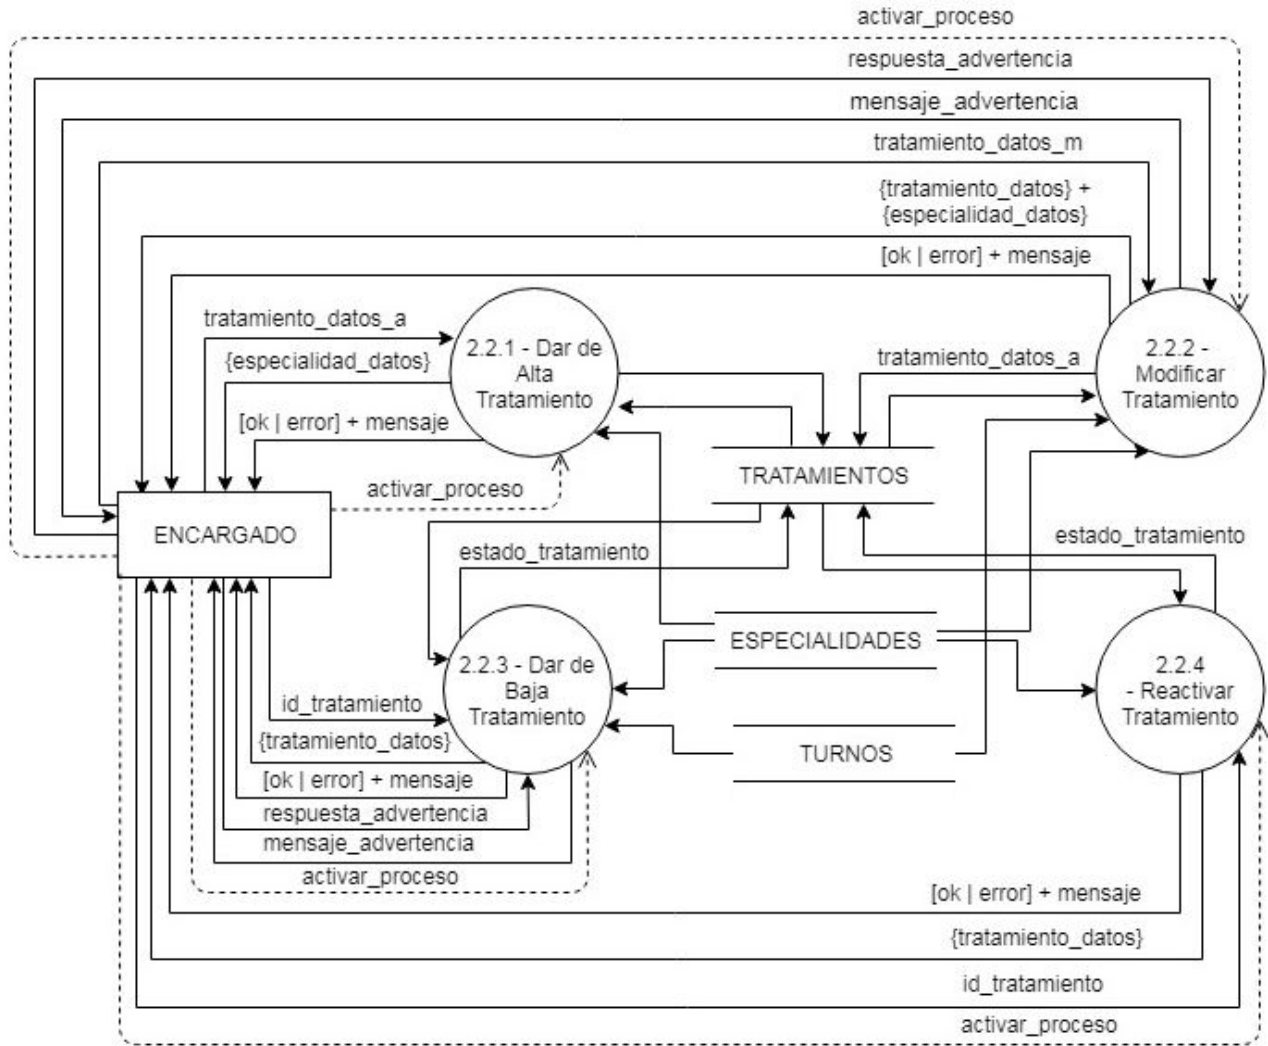 activar_proceso
respuesta_advertencia
mensaje_advertencia
tratamiento_datos_m
{tratamiento_datos} +
{especialidad_datos}
[ok | error] + mensaje
tratamiento_datos_a
{especialidad_datos}
[ok | error] + mensaje
activar_proceso
2.2.1 - Dar de
Alta
Tratamiento
tratamiento_datos_a
2.2.2 -
Modificar
Tratamiento
TRATAMIENTOS
ENCARGADO
estado_tratamiento
estado_tratamiento
ESPECIALIDADES
2.2.3 - Dar de
Baja
Tratamiento
2.2.4
- Reactivar
Tratamiento
id_tratamiento
{tratamiento_datos}
[ok | error] + mensaje
respuesta_advertencia
mensaje_advertencia
activar_proceso
TURNOS
[ok | error] + mensaje
{tratamiento_datos}
id_tratamiento
activar_proceso